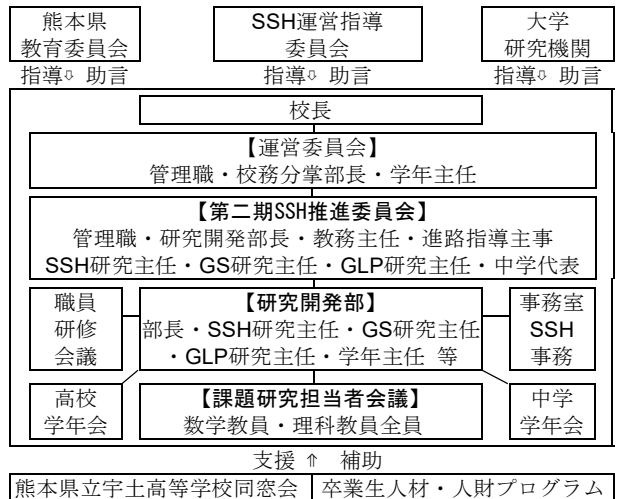 熊本県
教育委員会
SSH運営指導
委員会
大学
研究機関
指導⇩ 助言
指導⇩ 助言
指導⇩ 助言
校長
【運営委員会】
管理職・校務分掌部長・学年主任
【第二期SSH推進委員会】
管理職・研究開発部長・教務主任・進路指導主事
SSH研究主任・GS研究主任・GLP研究主任・中学代表
職員
研修
会議
【研究開発部】
部長・SSH研究主任・GS研究主任
・GLP研究主任・学年主任 等
事務室
SSH
事務
高校
学年会
【課題研究担当者会議】
数学教員・理科教員全員
中学
学年会
支援 ⇑ 補助
熊本県立宇土高等学校同窓会
卒業生人材・人財プログラム